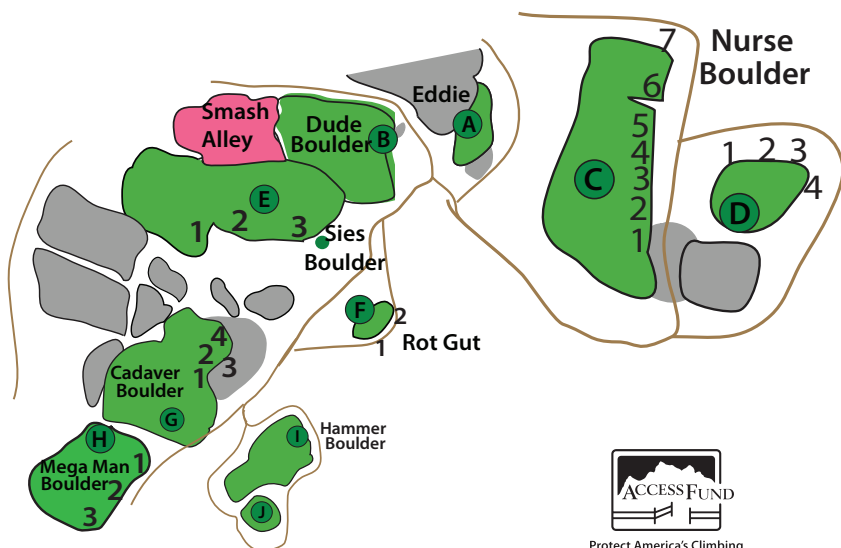 Nurse
Boulder
7
6
5
4
3
2
1
C
1
2
3
4
D
Eddie
A
Smash
Alley
Dude
Boulder
B
E
1
2
3
Sies
Boulder
F
2
1
Rot Gut
4
2
3
1
Cadaver
Boulder
G
H
Mega Man
Boulder
1
2
3
Hammer
Boulder
I
J
ACCESS FUND
Protect America's Climbing